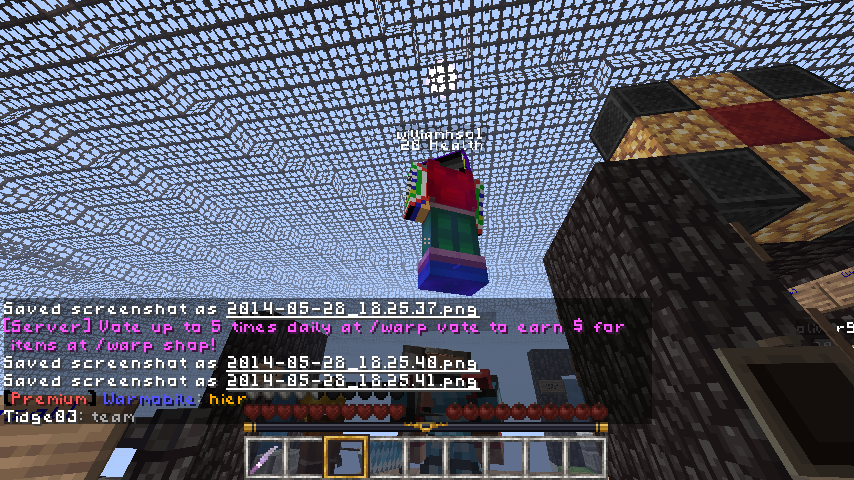 20 Health
Saved screenshot as 2014-05-28_18.25.37.png
[Server] Vote up to 5 times daily at /warp vote to earn $ for
items at /warp shop!
Saved screenshot as 2014-05-28_18.25.40.png
Saved screenshot as 2014-05-28_18.25.41.png
Premium Warmobile: hier
Tidge03: team